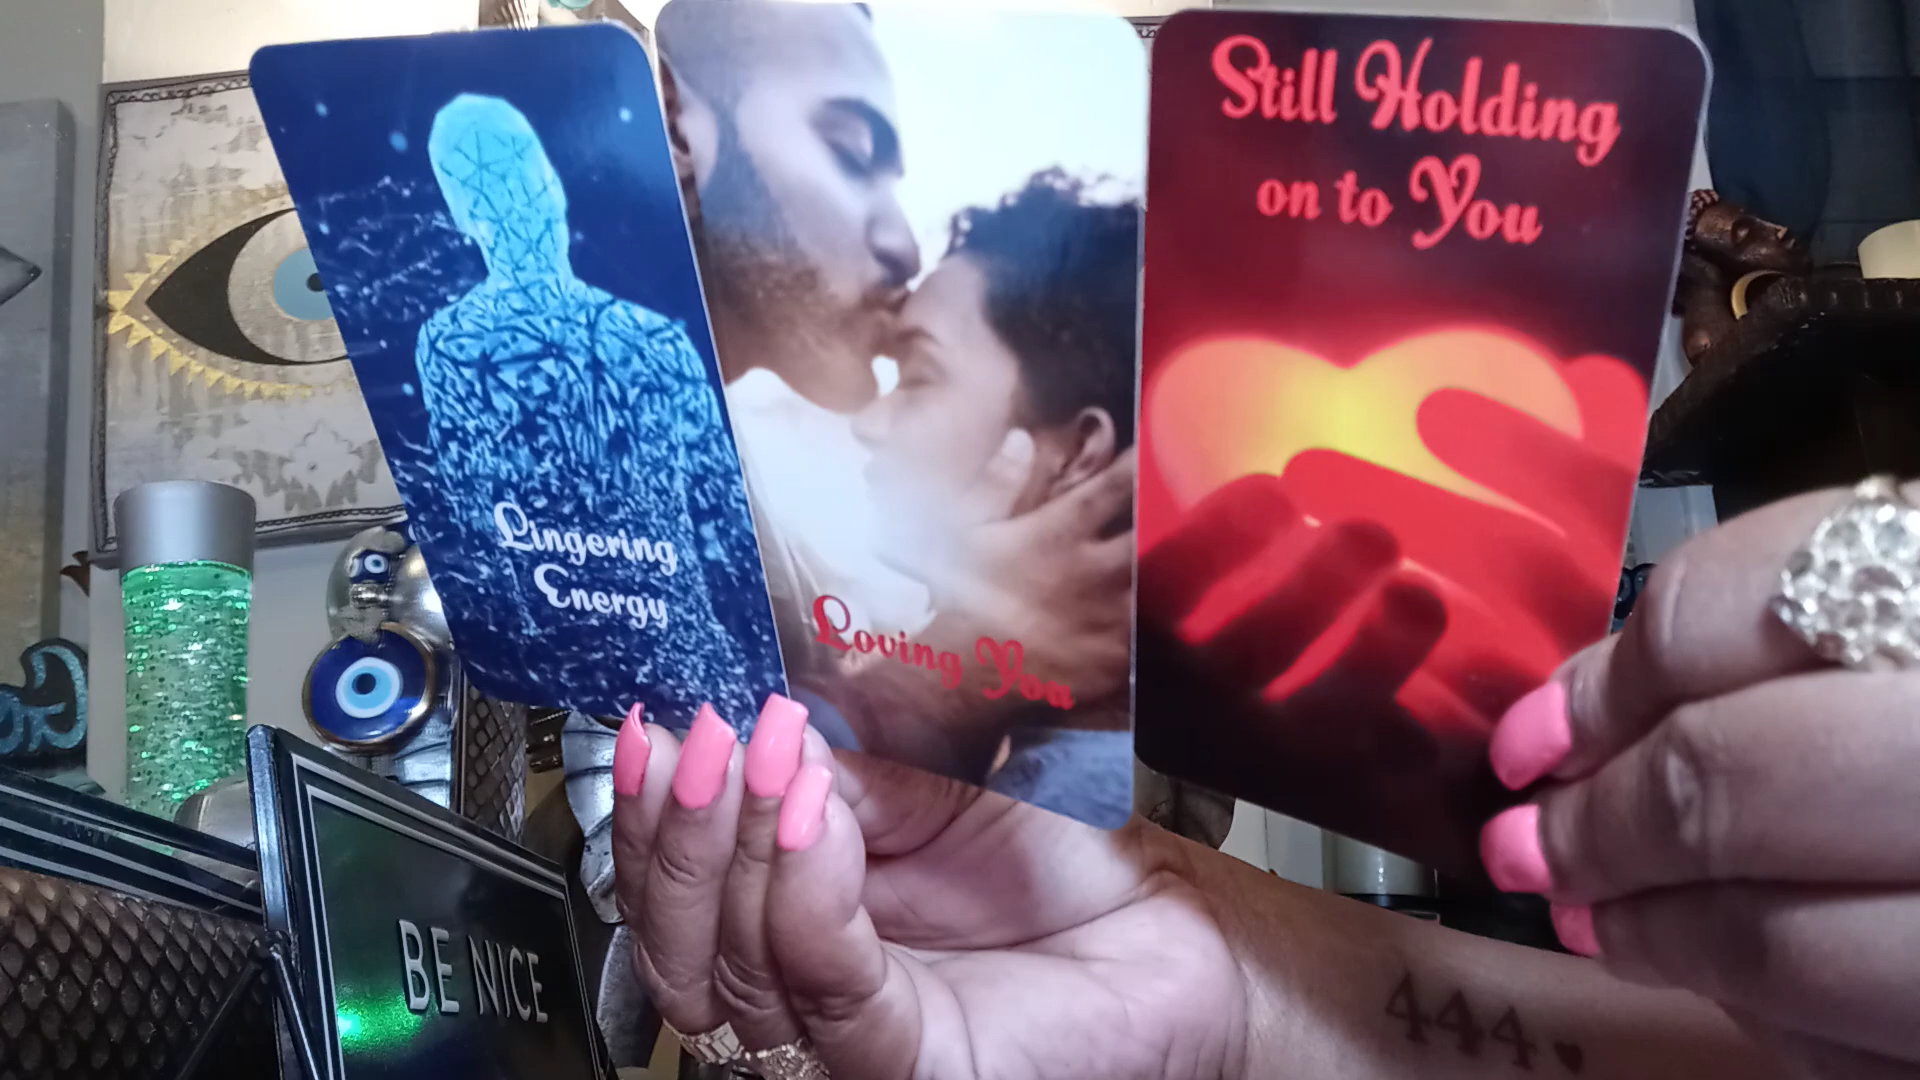 Lingering
Energy
Loving You
Still Holding
on to You
BE NICE
444